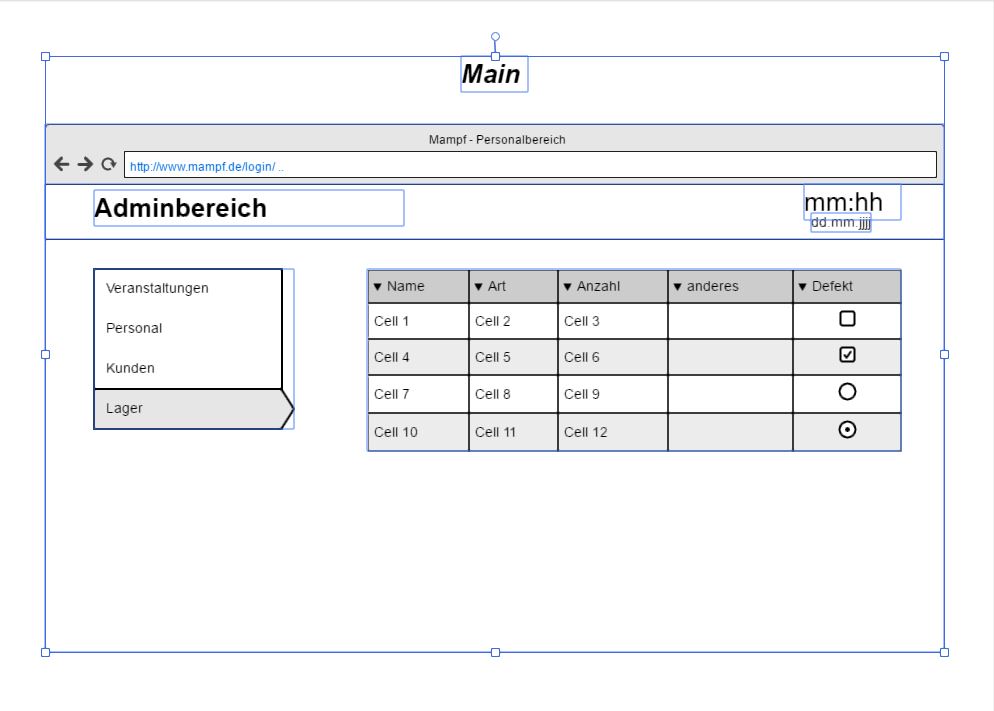 Main
Mampf - Personalbereich
http://www.mampf.de/login/ ..
Adminbereich
mm:hh
dd.mm.jjjj
Veranstaltungen
Personal
Kunden
Lager
Name Art Anzahl anderes Defekt
Cell 1 Cell 2 Cell 3
Cell 4 Cell 5 Cell 6
Cell 7 Cell 8 Cell 9
Cell 10 Cell 11 Cell 12